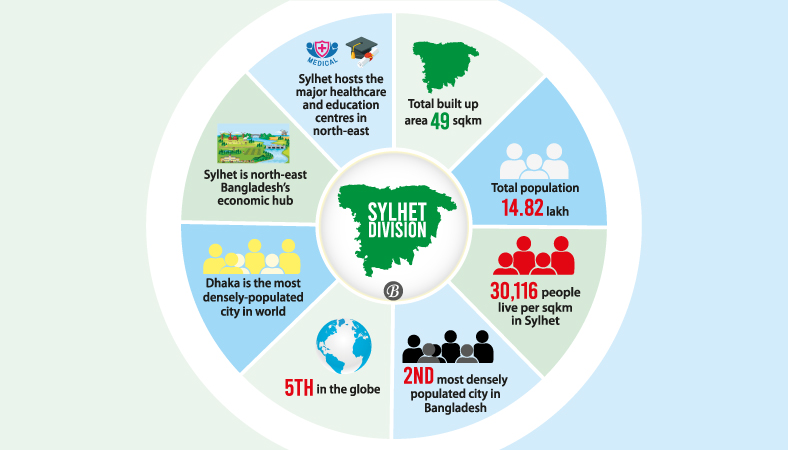 SYLHET
DIVISION
B
Total built up
area 49 sqkm
Total population
14.82 lakh
30,116 people
live per sqkm
in Sylhet
2ND most densely
populated city in
Bangladesh
5TH in the globe
Dhaka is the most
densely-populated
city in world
Sylhet is north-east
Bangladesh's
economic hub
MEDICAL
Sylhet hosts the
major healthcare
and education
centres in
north-east